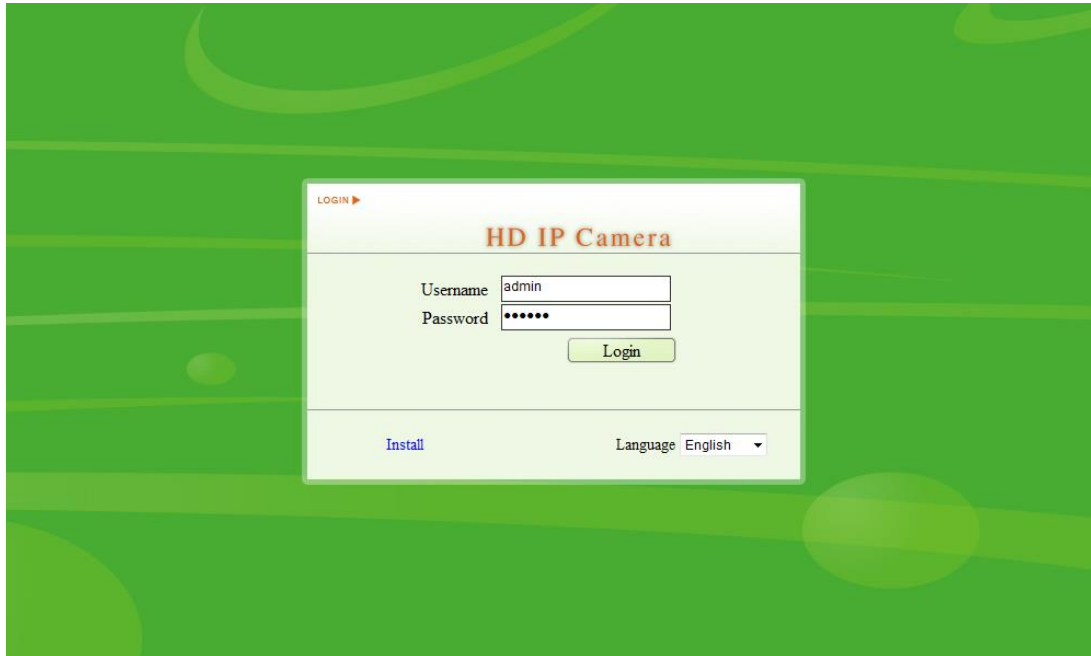 LOGIN
HD IP Camera
Username admin
Password ••••••
Login
Install Language English